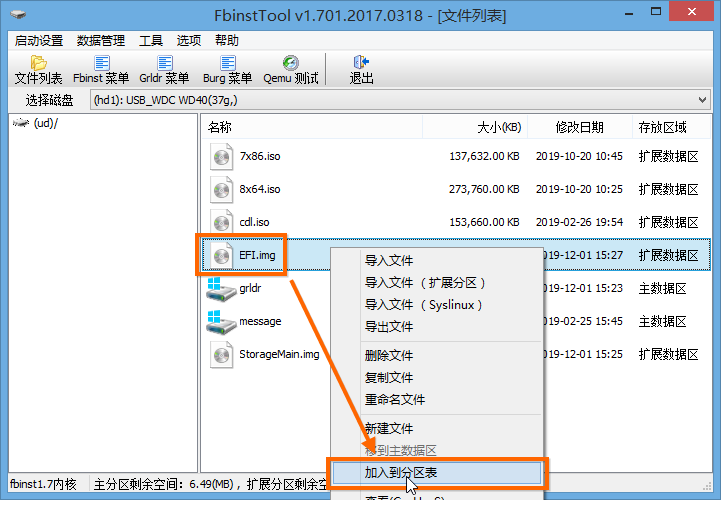 FbinstTool v1.701.2017.0318 - [文件列表]
启动设置 数据管理 工具 选项 帮助
文件列表 Fbinst 菜单 Grldr 菜单 Burg 菜单 Qemu 测试 退出
选择磁盘 (hd1): USB_WDC WD40(37g,)
(ud)/
名称 大小(KB) 修改日期 存放区域
7x86.iso 137,632.00 KB 2019-10-20 10:45 扩展数据区
8x64.iso 273,760.00 KB 2019-10-20 10:25 扩展数据区
cdl.iso 153,660.00 KB 2019-02-26 19:54 扩展数据区
EFI.img 2019-12-01 15:27 扩展数据区
grldr 2019-12-01 15:23 主数据区
message 2019-02-25 15:45 主数据区
StorageMain.img 2019-12-01 15:25 扩展数据区
导入文件
导入文件（扩展分区）
导入文件（Syslinux）
导出文件
删除文件
复制文件
重命名文件
新建文件
移到主数据区
加入到分区表
fbinst1.7内核 主分区剩余空间: 6.49(MB)，扩展分区剩余空